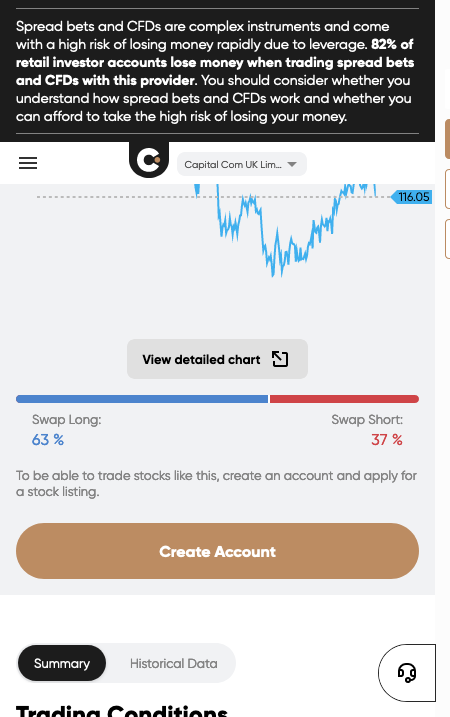 Spread bets and CFDs are complex instruments and come
with a high risk of losing money rapidly due to leverage. 82% of
retail investor accounts lose money when trading spread bets
and CFDs with this provider. You should consider whether you
understand how spread bets and CFDs work and whether you
can afford to take the high risk of losing your money.
Capital Com UK Lim...
116.05
View detailed chart
Swap Long:
Swap Short:
63 %
37 %
To be able to trade stocks like this, create an account and apply for
a stock listing.
Create Account
Summary
Historical Data
Trading Conditions